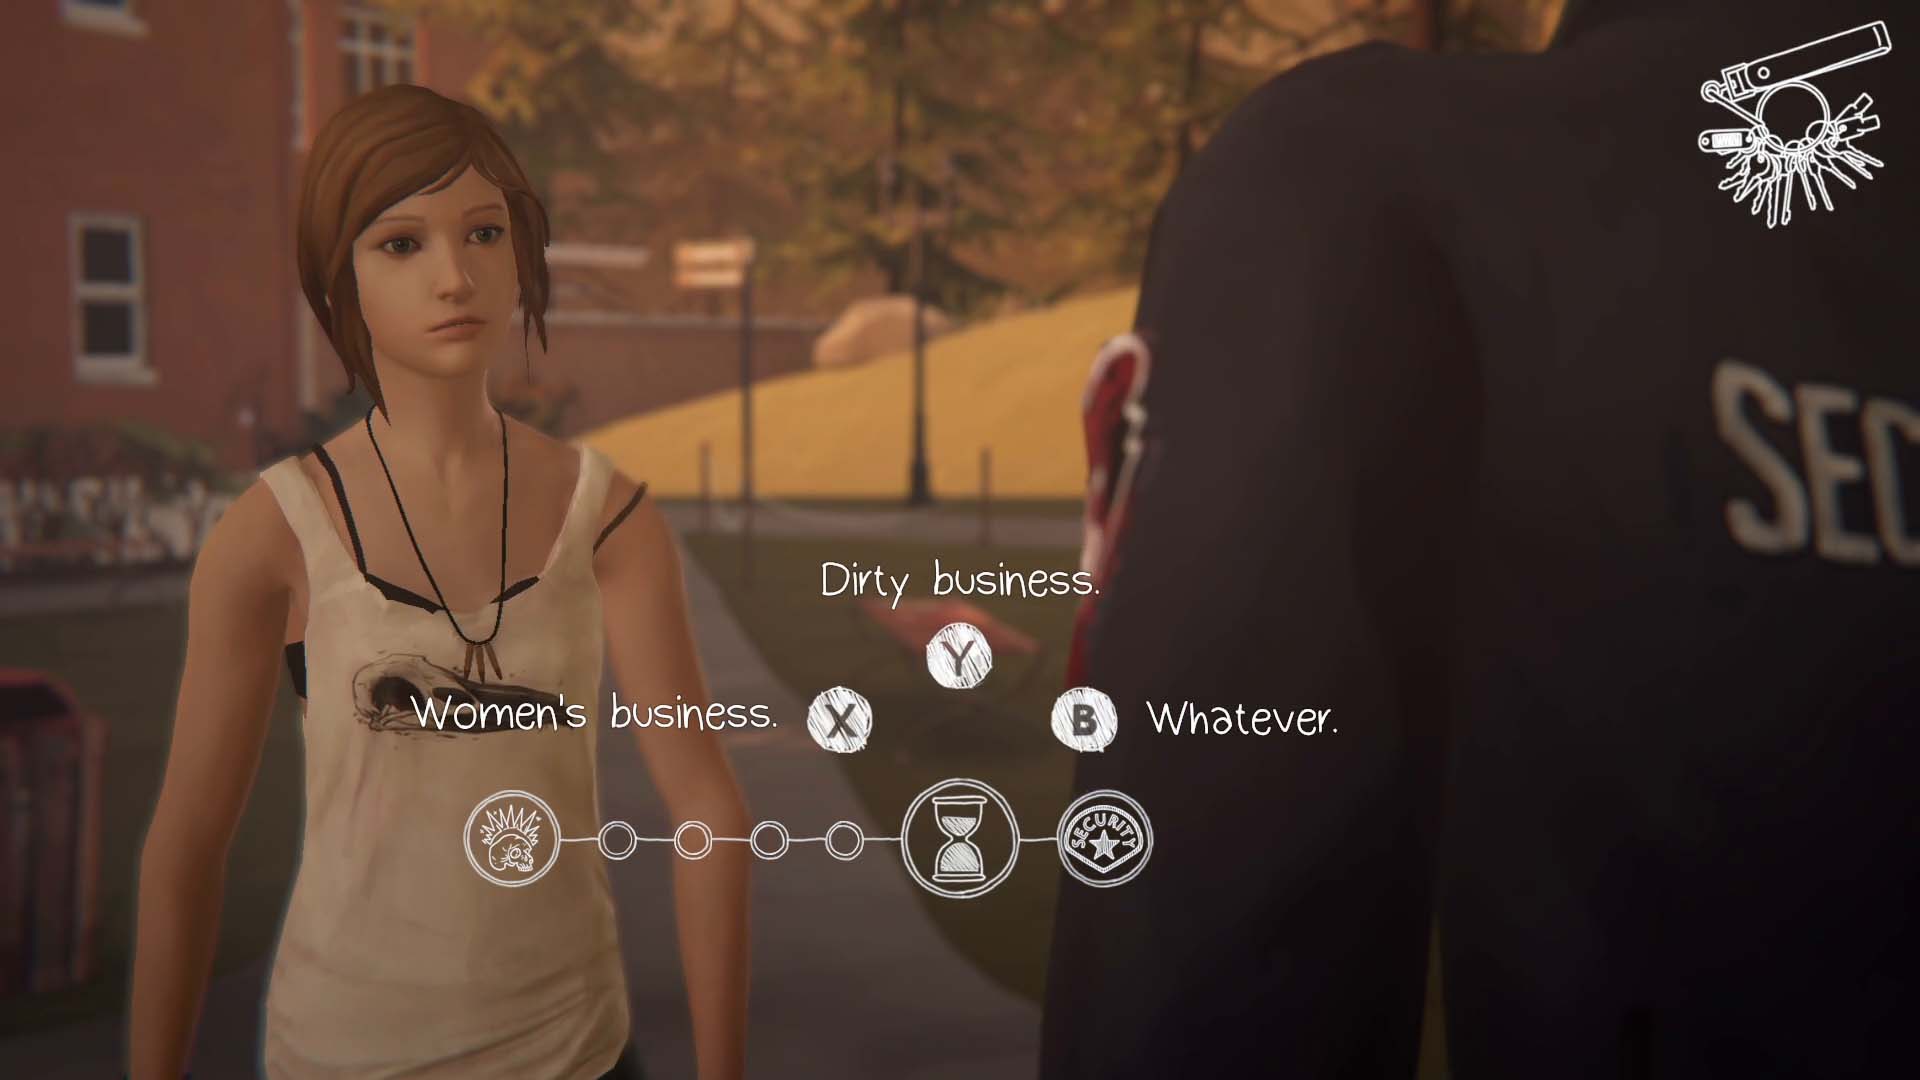 SEC
Dirty business.
Y
Women's business.
X
B
Whatever.
SECURITY